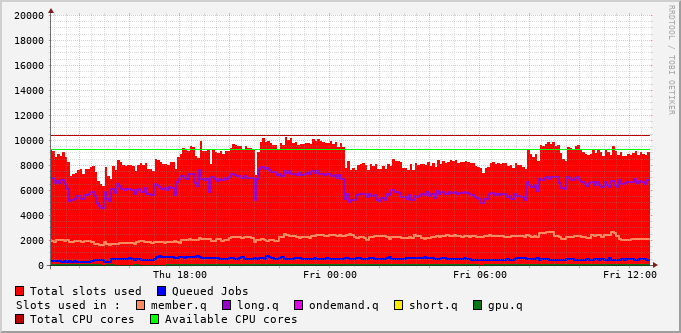 RRDTOOL / TOBI OETIKER
20000
18000
16000
14000
12000
10000
8000
6000
4000
2000
0
Thu 18:00 Fri 00:00 Fri 06:00 Fri 12:00
Total slots used Queued Jobs
Slots used in : member.q long.q ondemand.q short.q gpu.q
Total CPU cores Available CPU cores